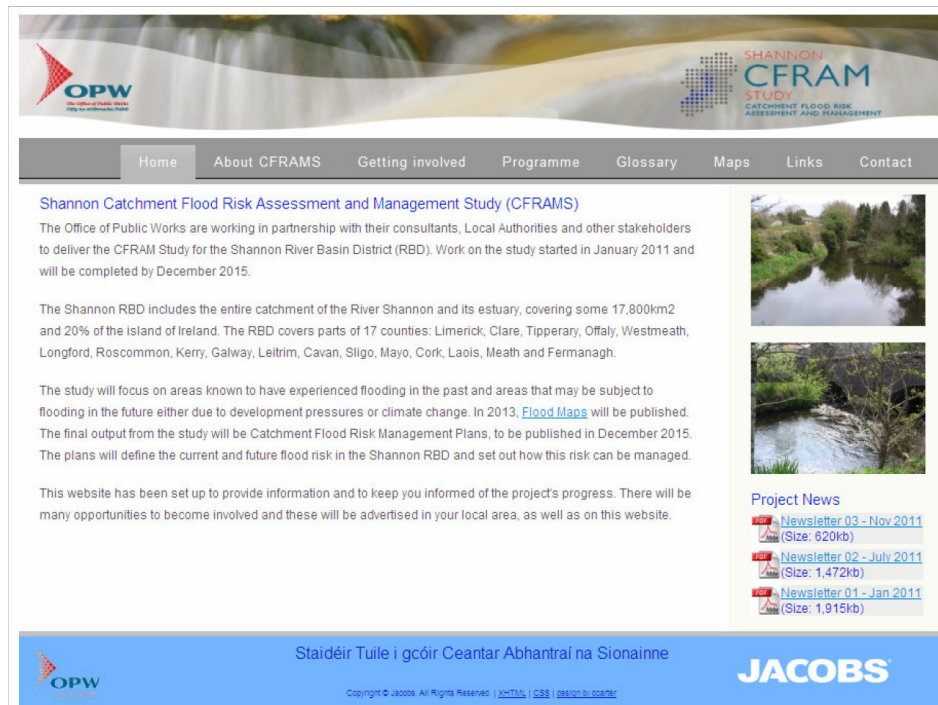 OPW
The Office of Public Works
Oifig na nOibreacha Poiblí
SHANNON
CFRAM
STUDY
CATCHMENT FLOOD RISK
ASSESSMENT AND MANAGEMENT
Home About CFRAMS Getting involved Programme Glossary Maps Links Contact
Shannon Catchment Flood Risk Assessment and Management Study (CFRAMS)
The Office of Public Works are working in partnership with their consultants, Local Authorities and other stakeholders
to deliver the CFRAM Study for the Shannon River Basin District (RBD). Work on the study started in January 2011 and
will be completed by December 2015.
The Shannon RBD includes the entire catchment of the River Shannon and its estuary, covering some 17,800km2
and 20% of the island of Ireland. The RBD covers parts of 17 counties: Limerick, Clare, Tipperary, Offaly, Westmeath,
Longford, Roscommon, Kerry, Galway, Leitrim, Cavan, Sligo, Mayo, Cork, Laois, Meath and Fermanagh.
The study will focus on areas known to have experienced flooding in the past and areas that may be subject to
flooding in the future either due to development pressures or climate change. In 2013, Flood Maps will be published.
The final output from the study will be Catchment Flood Risk Management Plans, to be published in December 2015.
The plans will define the current and future flood risk in the Shannon RBD and set out how this risk can be managed.
This website has been set up to provide information and to keep you informed of the project's progress. There will be
many opportunities to become involved and these will be advertised in your local area, as well as on this website.
Project News
PDF Adobe Newsletter 03 - Nov 2011
(Size: 620kb)
PDF Adobe Newsletter 02 - July 2011
(Size: 1,472kb)
PDF Adobe Newsletter 01 - Jan 2011
(Size: 1,915kb)
OPW
Staidéir Tuile i gcóir Ceantar Abhantraí na Sionainne
Copyright © Jacobs. All Rights Reserved. | XHTML | CSS | design by dcarter
JACOBS